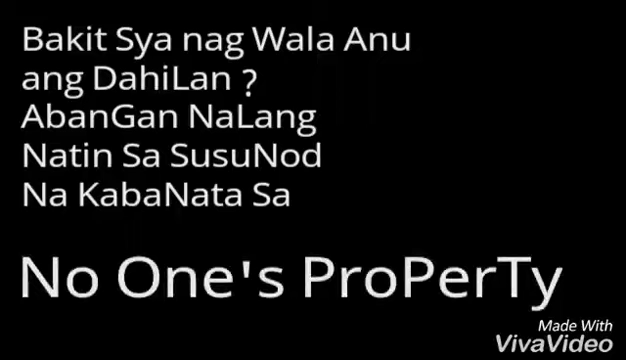 Bakit Sya nag Wala Anu
ang DahiLan ?
AbanGan NaLang
Natin Sa SusuNod
Na KabaNata Sa
No One's ProPerTy
Made With
VivaVideo